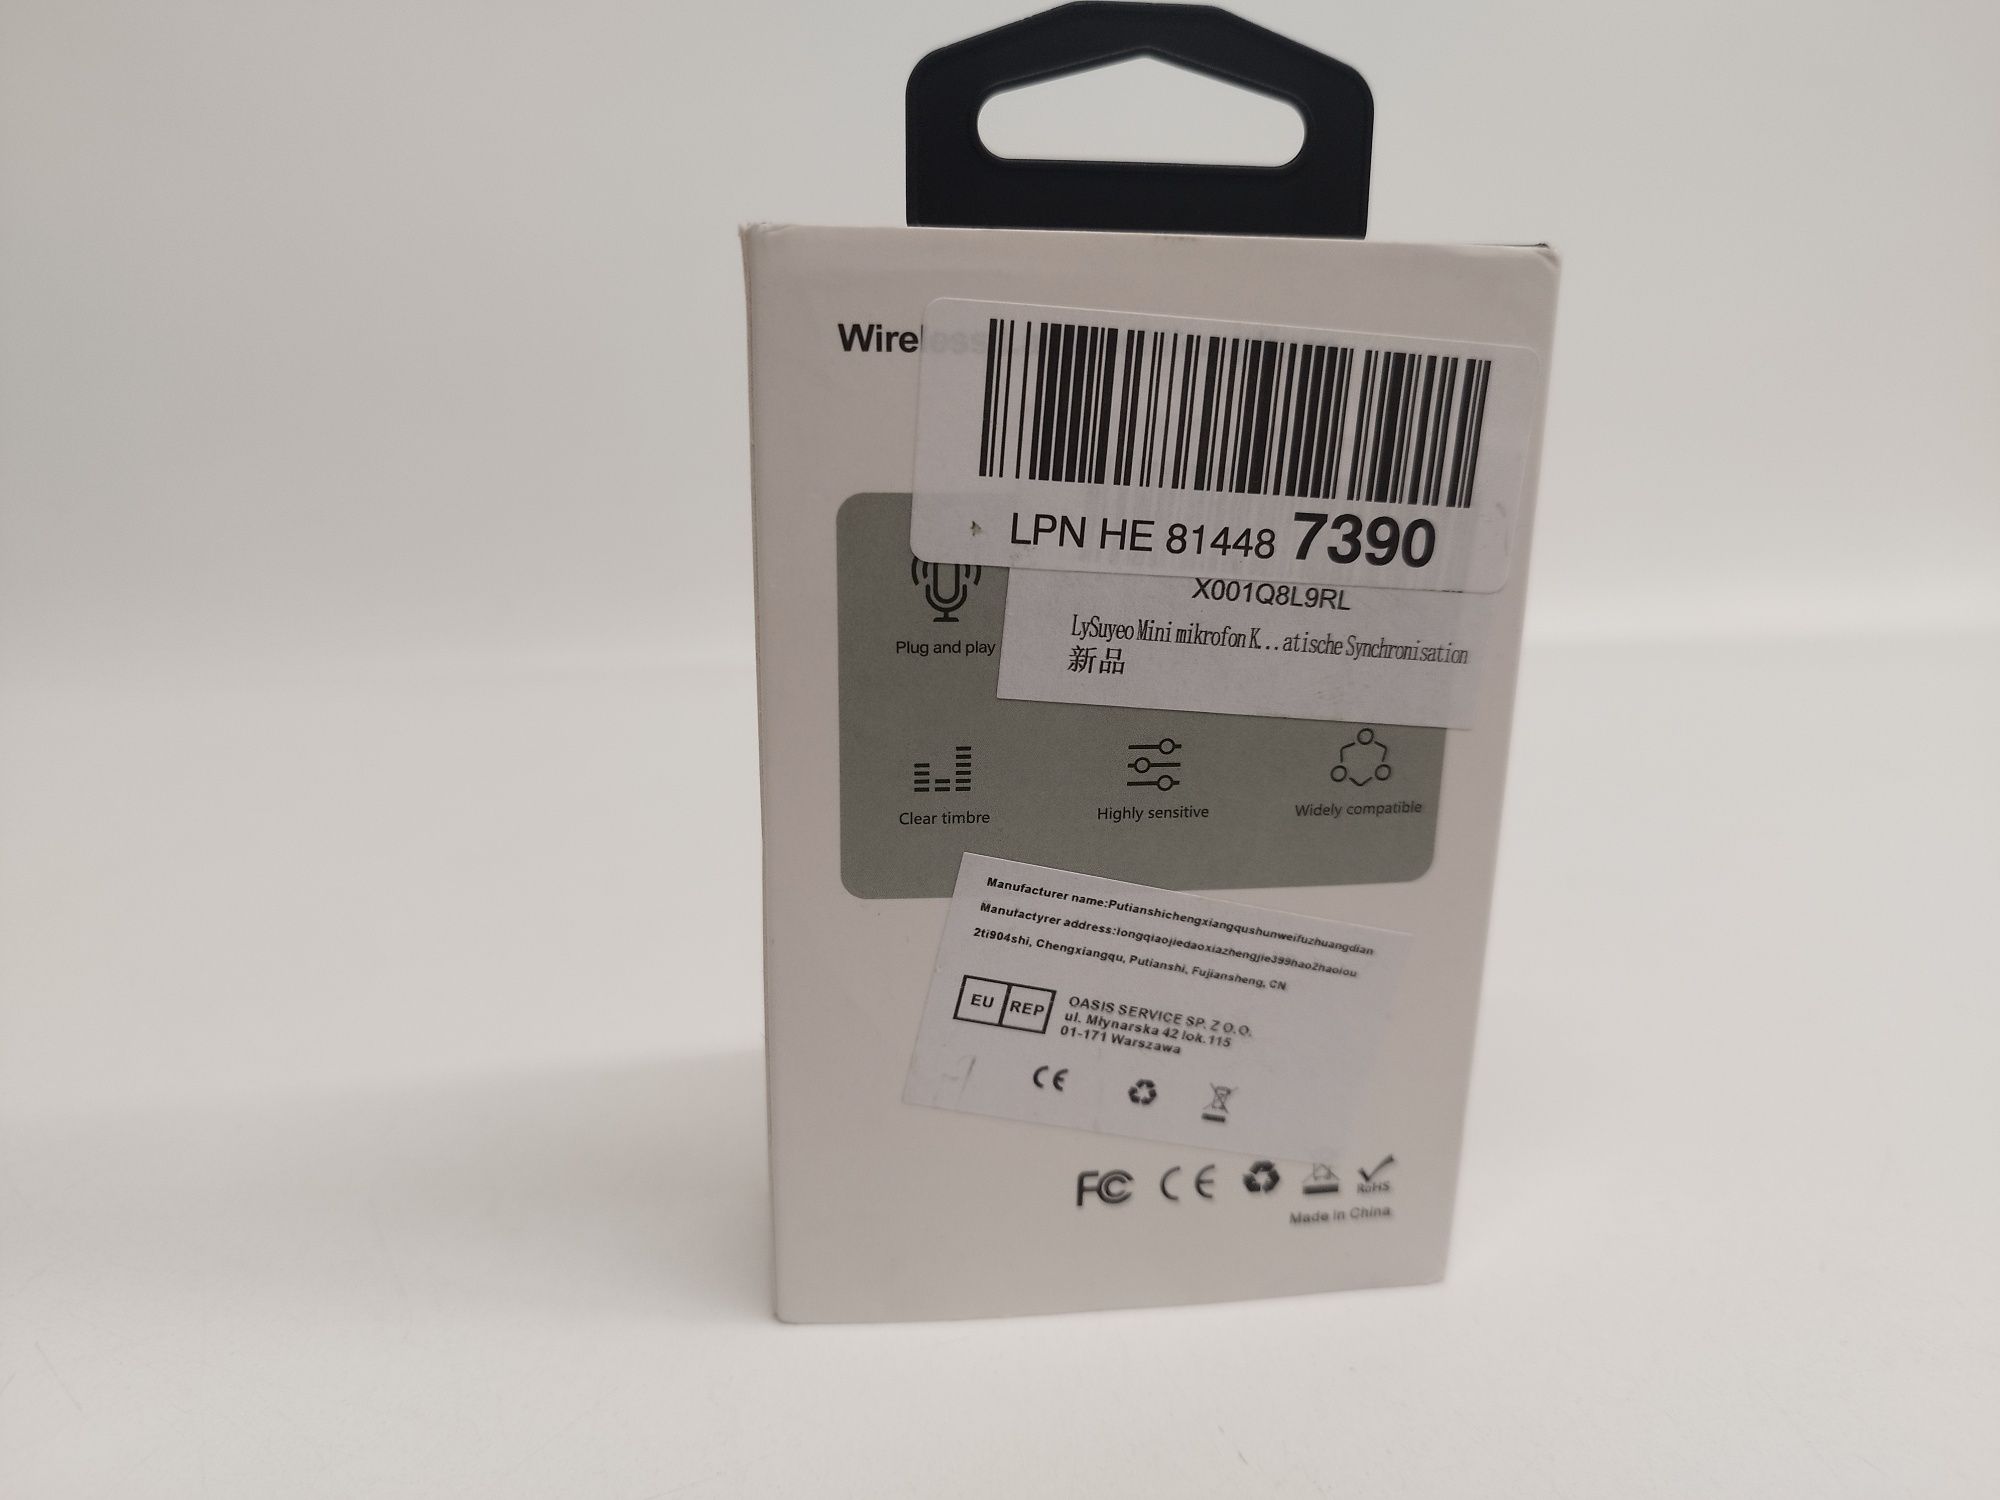 Wireless
LPN HE 81448 7390
X001Q8L9RL
LySuyeo Mini mikrofon K...atische Synchronisation
新品
Plug and play
Clear timbre
Highly sensitive
Widely compatible
Manufacturer name:Putianshichengxiangqushunweifuzhuangdian
Manufactyrer address:longqiaojiedaoxiazhengjie399hao2haolou
2ti904shi, Chengxiangqu, Putianshi, Fujiansheng, CN
EU REP
OASIS SERVICE SP. Z O.O.
ul. Młynarska 42 lok.115
01-171 Warszawa
CE
FC CE
RoHS
Made in China